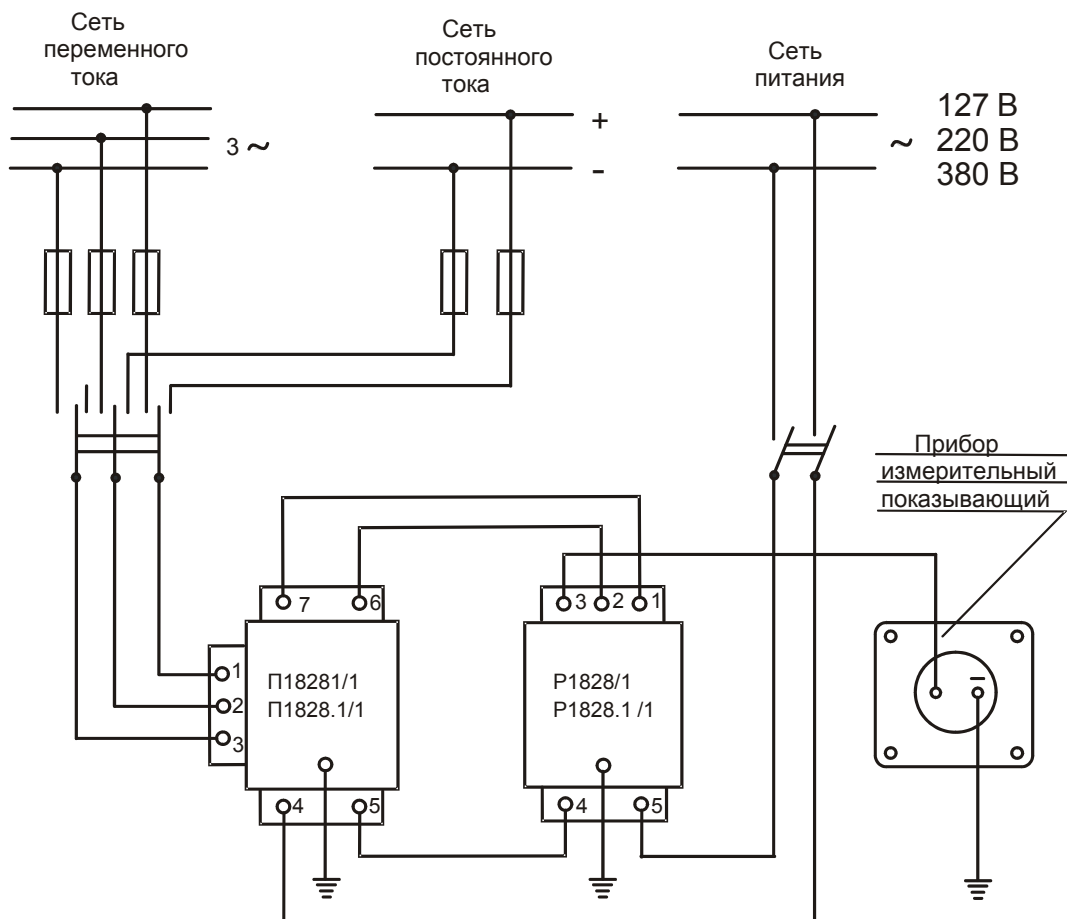 Сеть
переменного
тока
Сеть
постоянного
тока
Сеть
питания
127 В
3 ~
+
~ 220 В
-
380 В
Прибор
измерительный
показывающий
7 6
3 2 1
1
П18281/1
Р1828/1
2
П1828.1/1
Р1828.1 /1
3
4 5
4 5